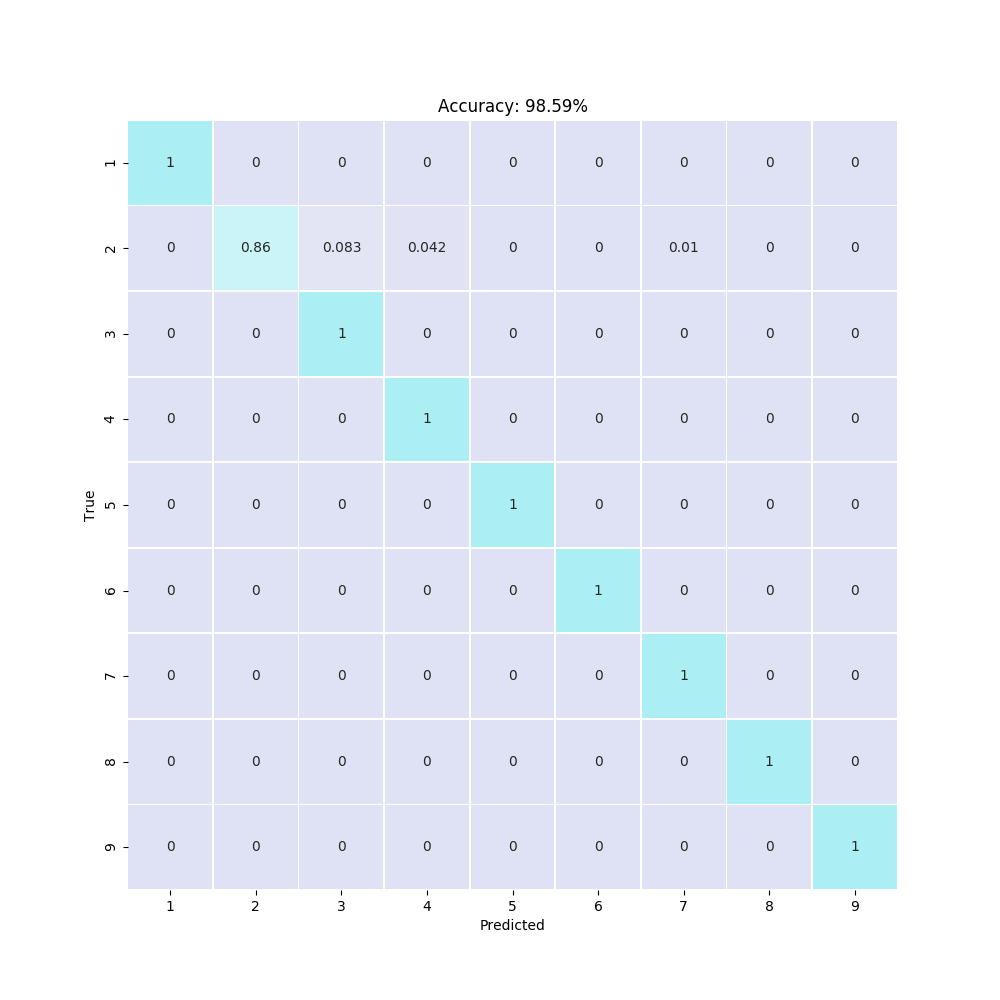 Accuracy: 98.59%
1 1 0 0 0 0 0 0 0 0
2 0 0.86 0.083 0.042 0 0 0.01 0 0
3 0 0 1 0 0 0 0 0 0
4 0 0 0 1 0 0 0 0 0
5 0 0 0 0 1 0 0 0 0
6 0 0 0 0 0 1 0 0 0
7 0 0 0 0 0 0 1 0 0
8 0 0 0 0 0 0 0 1 0
9 0 0 0 0 0 0 0 0 1
True
1 2 3 4 5 6 7 8 9
Predicted